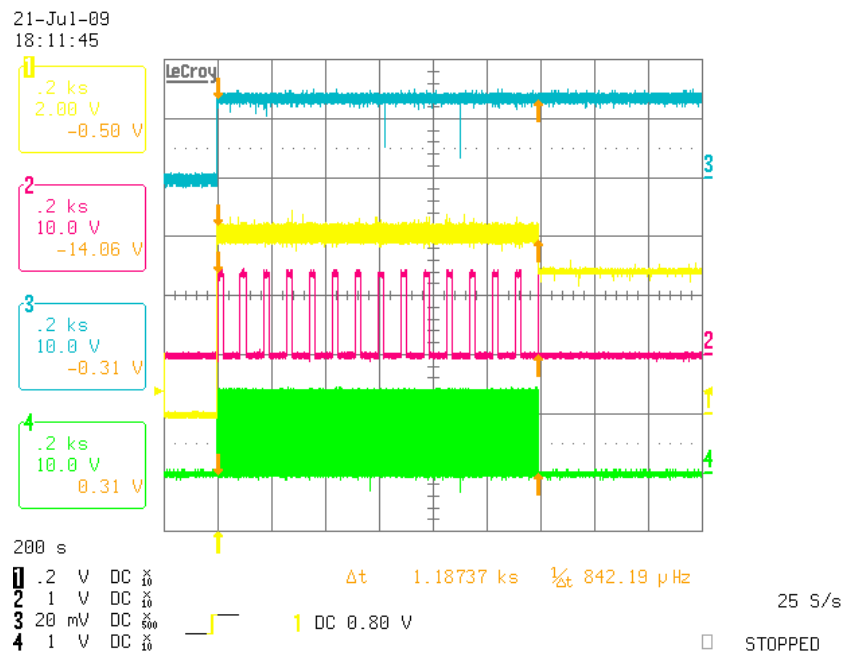 21-Jul-09
18:11:45
LeCroy
1
.2 ks
2.00 V
-0.50 V
2
.2 ks
10.0 V
-14.06 V
3
.2 ks
10.0 V
-0.31 V
4
.2 ks
10.0 V
0.31 V
3
2
4
200 s
1 .2 V DC X10
2 1 V DC X10
3 20 mV DC X500
4 1 V DC X10
Δt 1.18737 ks 1/Δt 842.19 µHz
1 DC 0.80 V
25 S/s
STOPPED